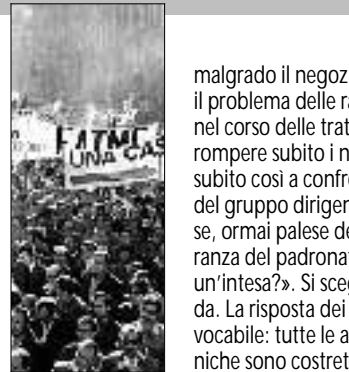 FATME
UNA CAS
malgrado il negoz
il problema delle ra
nel corso delle trat
rompere subito i n
subito così a confro
del gruppo dirigen
se, ormai palese de
ranza del padronat
un'intesa?». Si sceg
da. La risposta dei
vocabile: tutte le a
niche sono costret